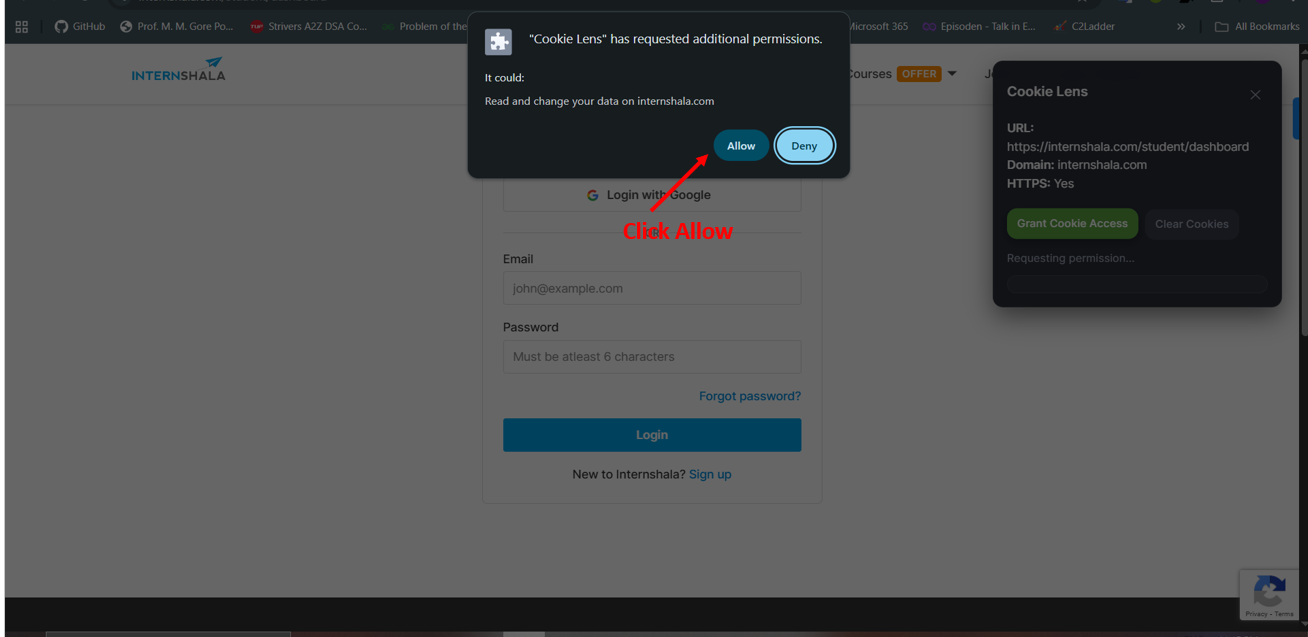 GitHub
Prof. M. M. Gore Po...
Strivers A2Z DSA Co...
Problem of the
Microsoft 365
Episoden - Talk in E...
C2Ladder
»
All Bookmarks
"Cookie Lens" has requested additional permissions.
It could:
Read and change your data on internshala.com
Allow
Deny
INTERNSHALA
Courses OFFER
Click Allow
Login with Google
Email
john@example.com
Password
Must be atleast 6 characters
Forgot password?
Login
New to Internshala? Sign up
Cookie Lens
URL:
https://internshala.com/student/dashboard
Domain: internshala.com
HTTPS: Yes
Grant Cookie Access
Clear Cookies
Requesting permission...
Privacy - Terms